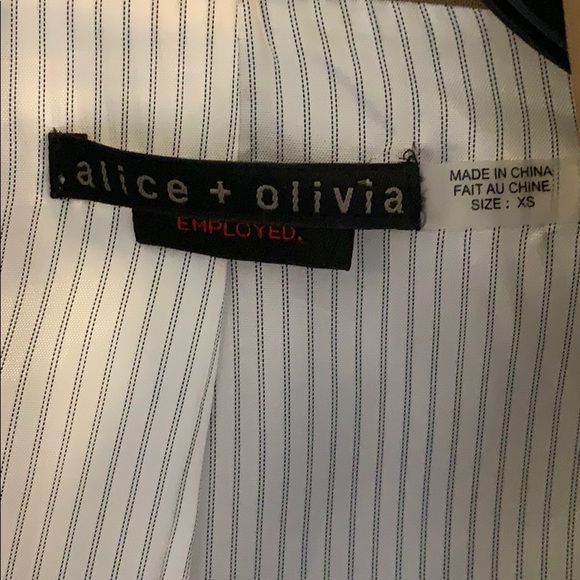 alice + olivia
EMPLOYED.
MADE IN CHINA
FAIT AU CHINE
SIZE : XS